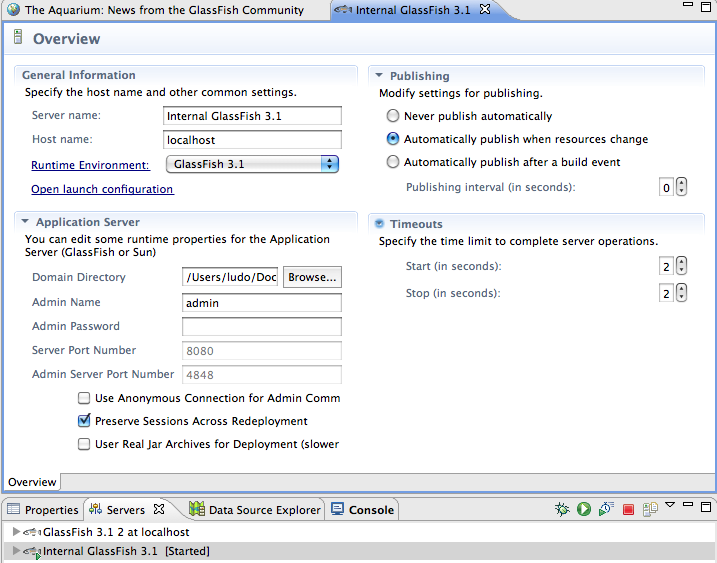 The Aquarium: News from the GlassFish Community
Internal GlassFish 3.1
Overview
General Information
Specify the host name and other common settings.
Server name: Internal GlassFish 3.1
Host name: localhost
Runtime Environment: GlassFish 3.1
Open launch configuration
Application Server
You can edit some runtime properties for the Application
Server (GlassFish or Sun)
Domain Directory /Users/ludo/Doc Browse...
Admin Name admin
Admin Password
Server Port Number 8080
Admin Server Port Number 4848
Use Anonymous Connection for Admin Comm
Preserve Sessions Across Redeployment
User Real Jar Archives for Deployment (slower
Publishing
Modify settings for publishing.
Never publish automatically
Automatically publish when resources change
Automatically publish after a build event
Publishing interval (in seconds): 0
Timeouts
Specify the time limit to complete server operations.
Start (in seconds): 2
Stop (in seconds): 2
Overview
Properties Servers Data Source Explorer Console
GlassFish 3.1 2 at localhost
Internal GlassFish 3.1 [Started]